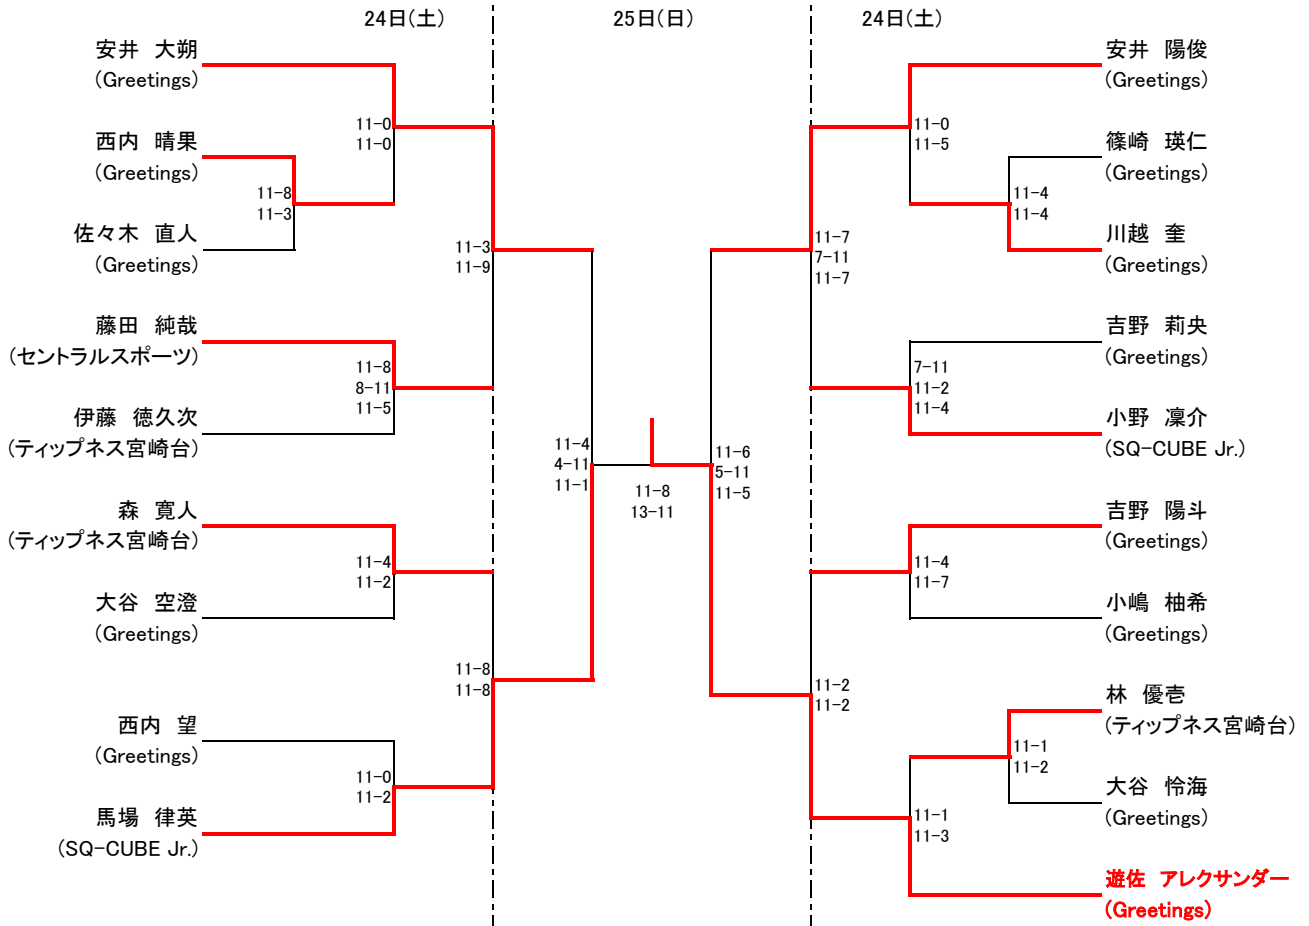 24日(土)
25日(日)
24日(土)
安井 大朔
(Greetings)
11-0
11-0
西内 晴果
(Greetings)
11-8
11-3
佐々木 直人
(Greetings)
11-3
11-9
藤田 純哉
(セントラルスポーツ)
11-8
8-11
11-5
伊藤 徳久次
(ティップネス宮崎台)
11-4
4-11
11-1
森 寛人
(ティップネス宮崎台)
11-4
11-2
大谷 空澄
(Greetings)
11-8
11-8
西内 望
(Greetings)
11-0
11-2
馬場 律英
(SQ-CUBE Jr.)
11-8
13-11
安井 陽俊
(Greetings)
11-0
11-5
篠崎 瑛仁
(Greetings)
11-4
11-4
川越 奎
(Greetings)
11-7
7-11
11-7
吉野 莉央
(Greetings)
7-11
11-2
11-4
小野 凜介
(SQ-CUBE Jr.)
11-6
5-11
11-5
吉野 陽斗
(Greetings)
11-4
11-7
小嶋 柚希
(Greetings)
11-2
11-2
林 優壱
(ティップネス宮崎台)
11-1
11-2
大谷 怜海
(Greetings)
11-1
11-3
遊佐 アレクサンダー
(Greetings)